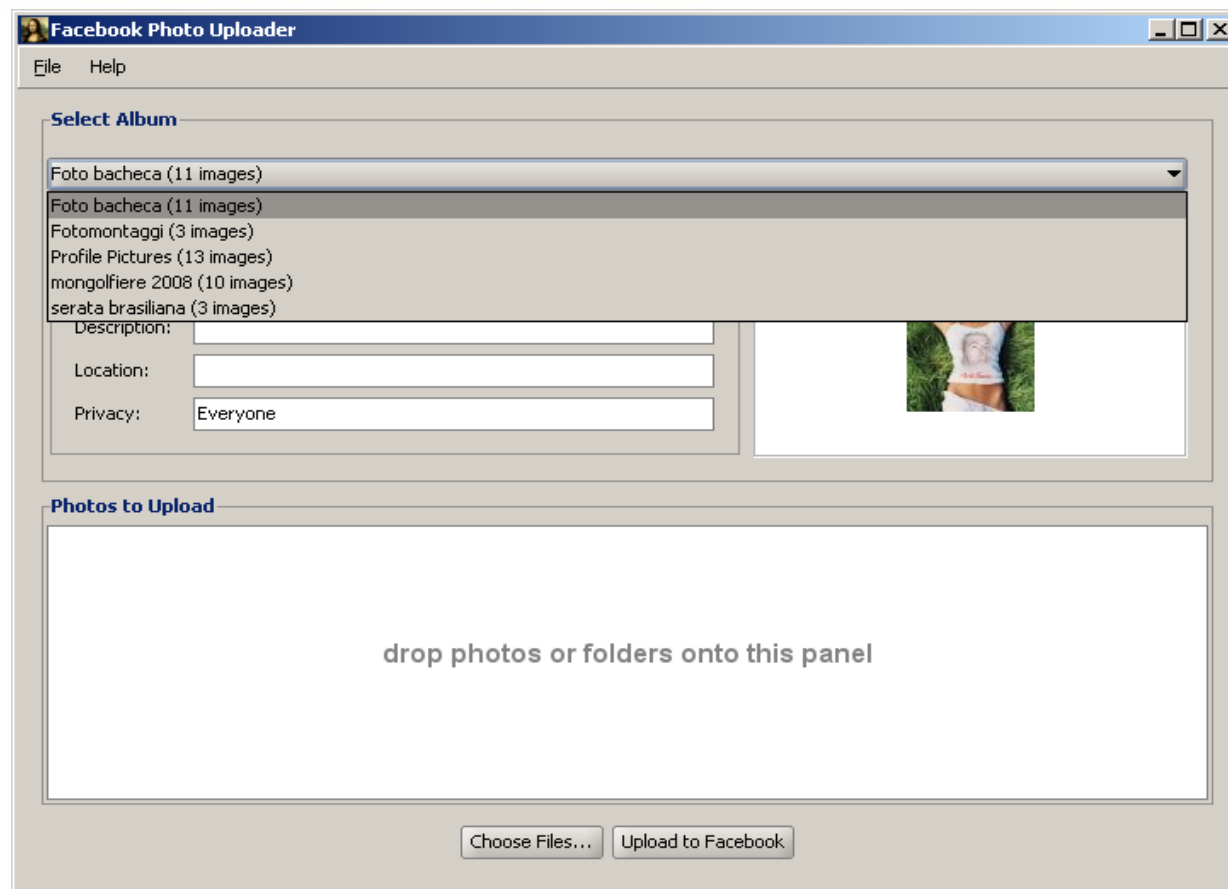 Facebook Photo Uploader
File Help
Select Album
Foto bacheca (11 images)
Foto bacheca (11 images)
Fotomontaggi (3 images)
Profile Pictures (13 images)
mongolfiere 2008 (10 images)
serata brasiliana (3 images)
Description:
Location:
Privacy: Everyone
Photos to Upload
drop photos or folders onto this panel
Choose Files... Upload to Facebook